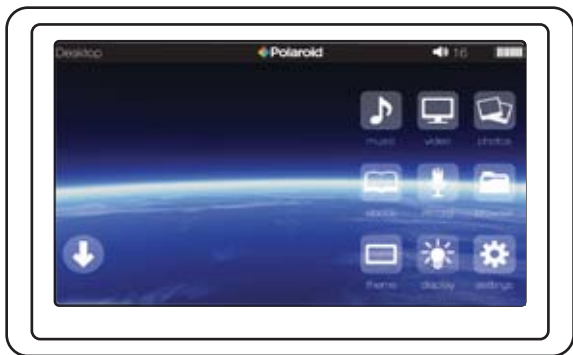 Desktop Polaroid 16
music video photos
ebook record browser
theme display settings